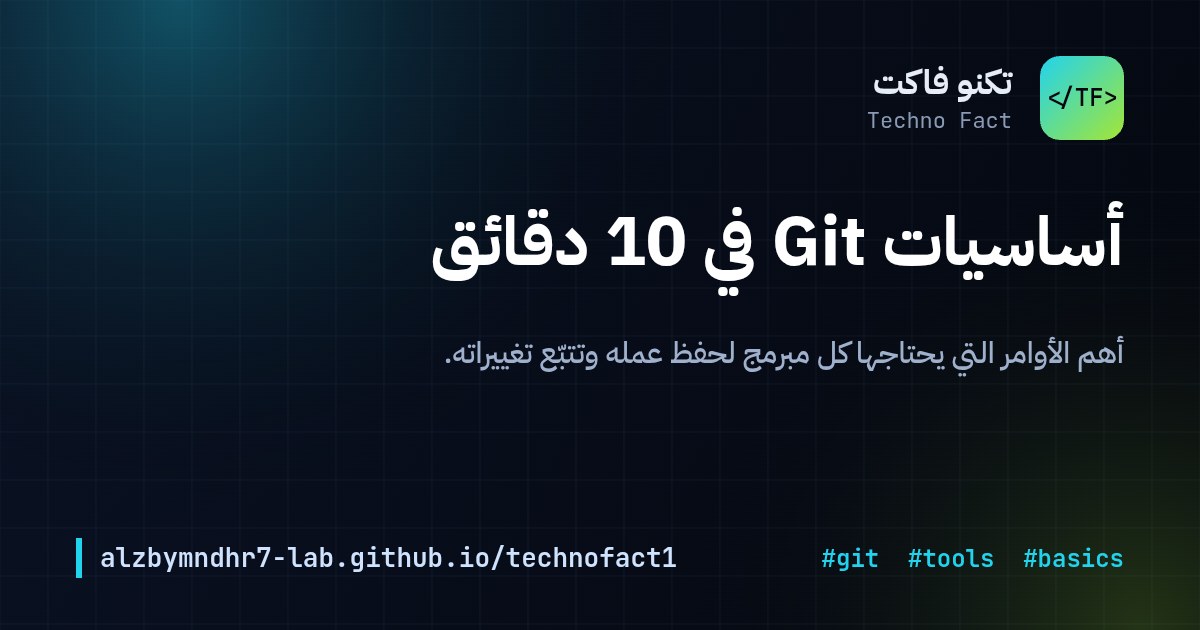 تكنو فاكت
Techno Fact
</TF>
أساسيات Git في 10 دقائق
أهم الأوامر التي يحتاجها كل مبرمج لحفظ عمله وتتبّع تغييراته.
alzbymndhr7-lab.github.io/technofact1
#git #tools #basics